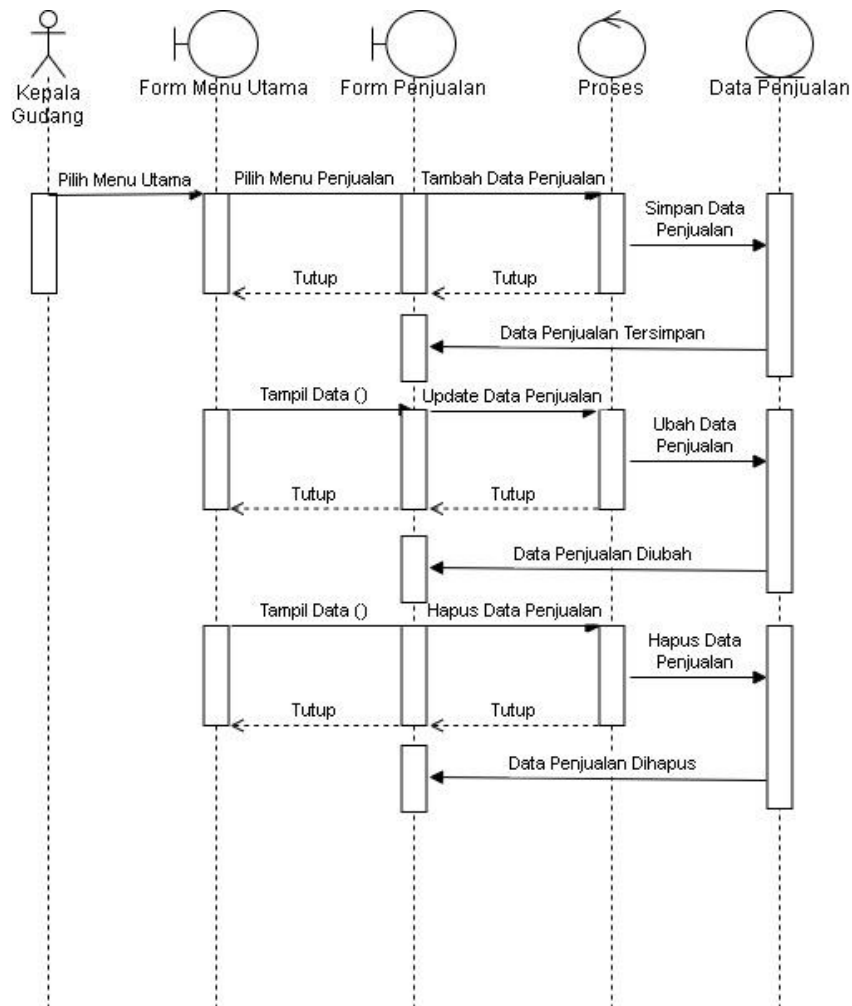 Kepala
Gudang
Form Menu Utama
Form Penjualan
Proses
Data Penjualan
Pilih Menu Utama
Pilih Menu Penjualan
Tambah Data Penjualan
Simpan Data
Penjualan
Tutup
Tutup
Data Penjualan Tersimpan
Tampil Data ()
Update Data Penjualan
Ubah Data
Penjualan
Tutup
Tutup
Data Penjualan Diubah
Tampil Data ()
Hapus Data Penjualan
Hapus Data
Penjualan
Tutup
Tutup
Data Penjualan Dihapus